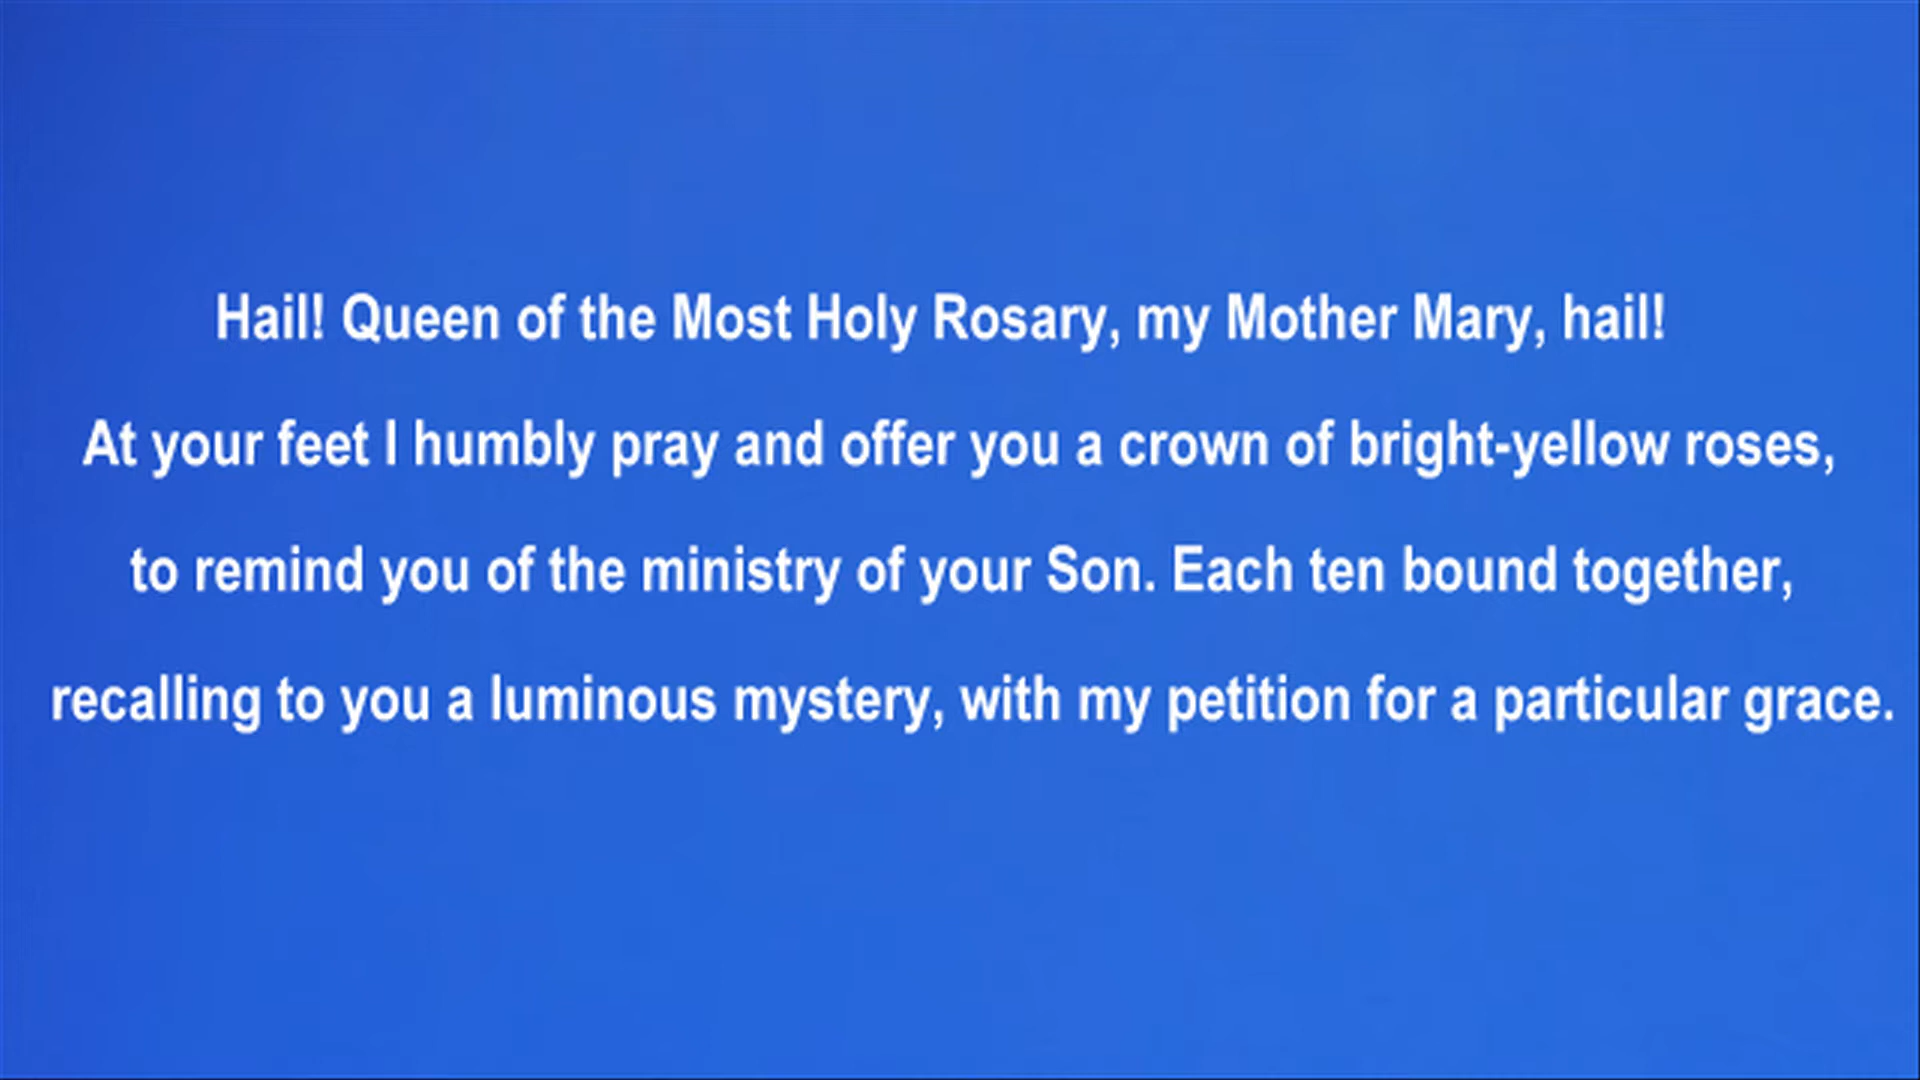 Hail! Queen of the Most Holy Rosary, my Mother Mary, hail!
At your feet I humbly pray and offer you a crown of bright-yellow roses,
to remind you of the ministry of your Son. Each ten bound together,
recalling to you a luminous mystery, with my petition for a particular grace.